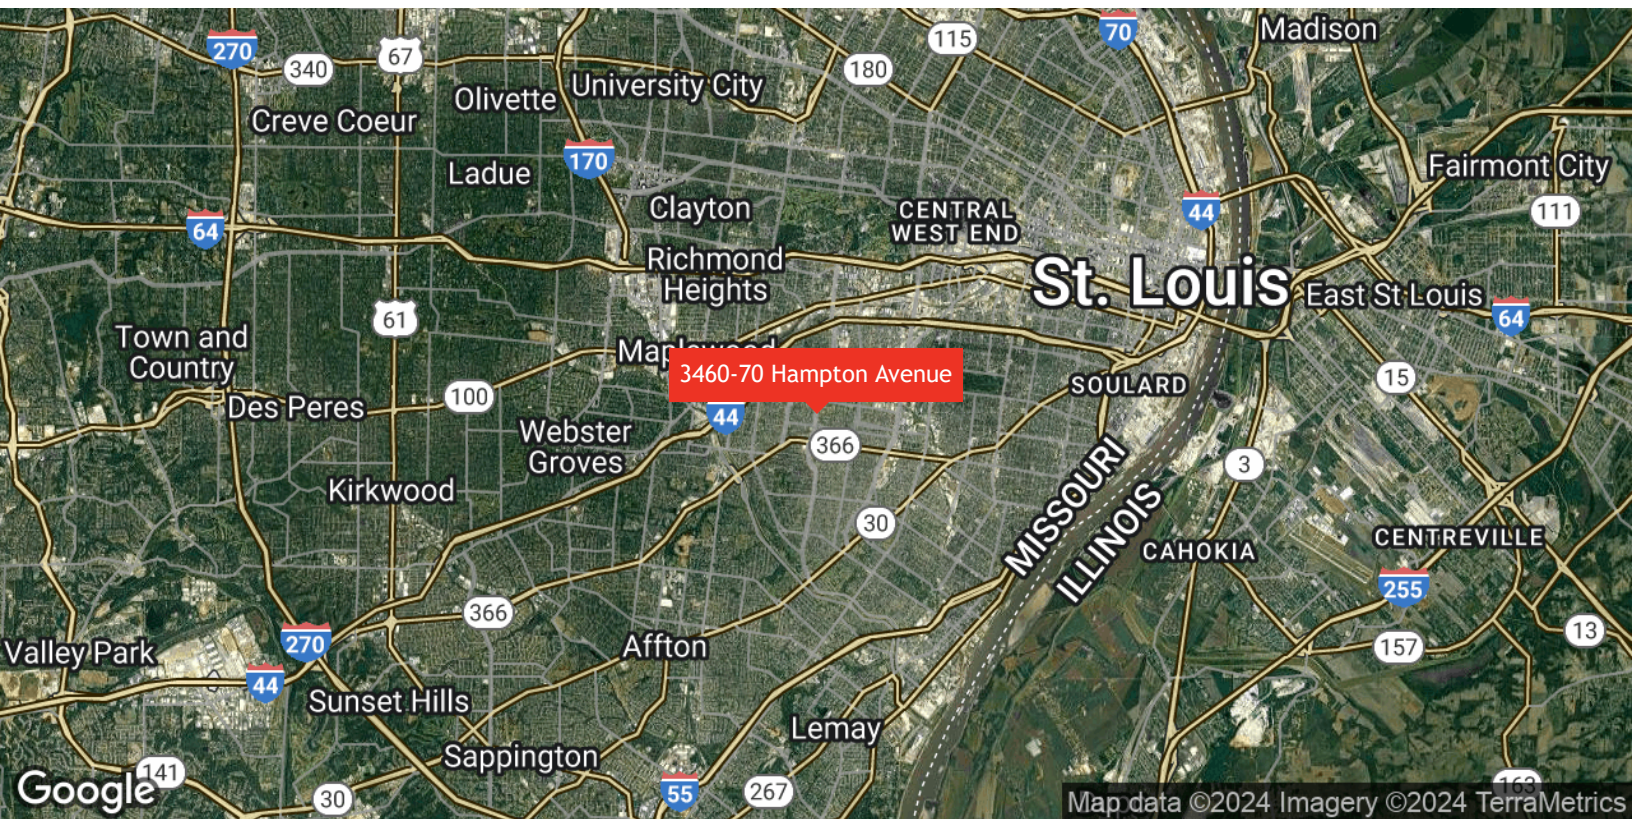 270
340
67
115
70
Madison
180
University City
Olivette
Creve Coeur
170
Ladue
Fairmont City
Clayton
CENTRAL
WEST END
44
111
64
Richmond
Heights
St. Louis
East St Louis
64
61
Town and
Country
Maplewood
3460-70 Hampton Avenue
SOULARD
15
100
Des Peres
44
Webster
Groves
366
3
Kirkwood
MISSOURI
ILLINOIS
30
CAHOKIA
CENTREVILLE
255
366
270
Affton
157
13
Valley Park
44
Sunset Hills
Lemay
Sappington
141
Google
30
55
267
163
Map data ©2024 Imagery ©2024 TerraMetrics